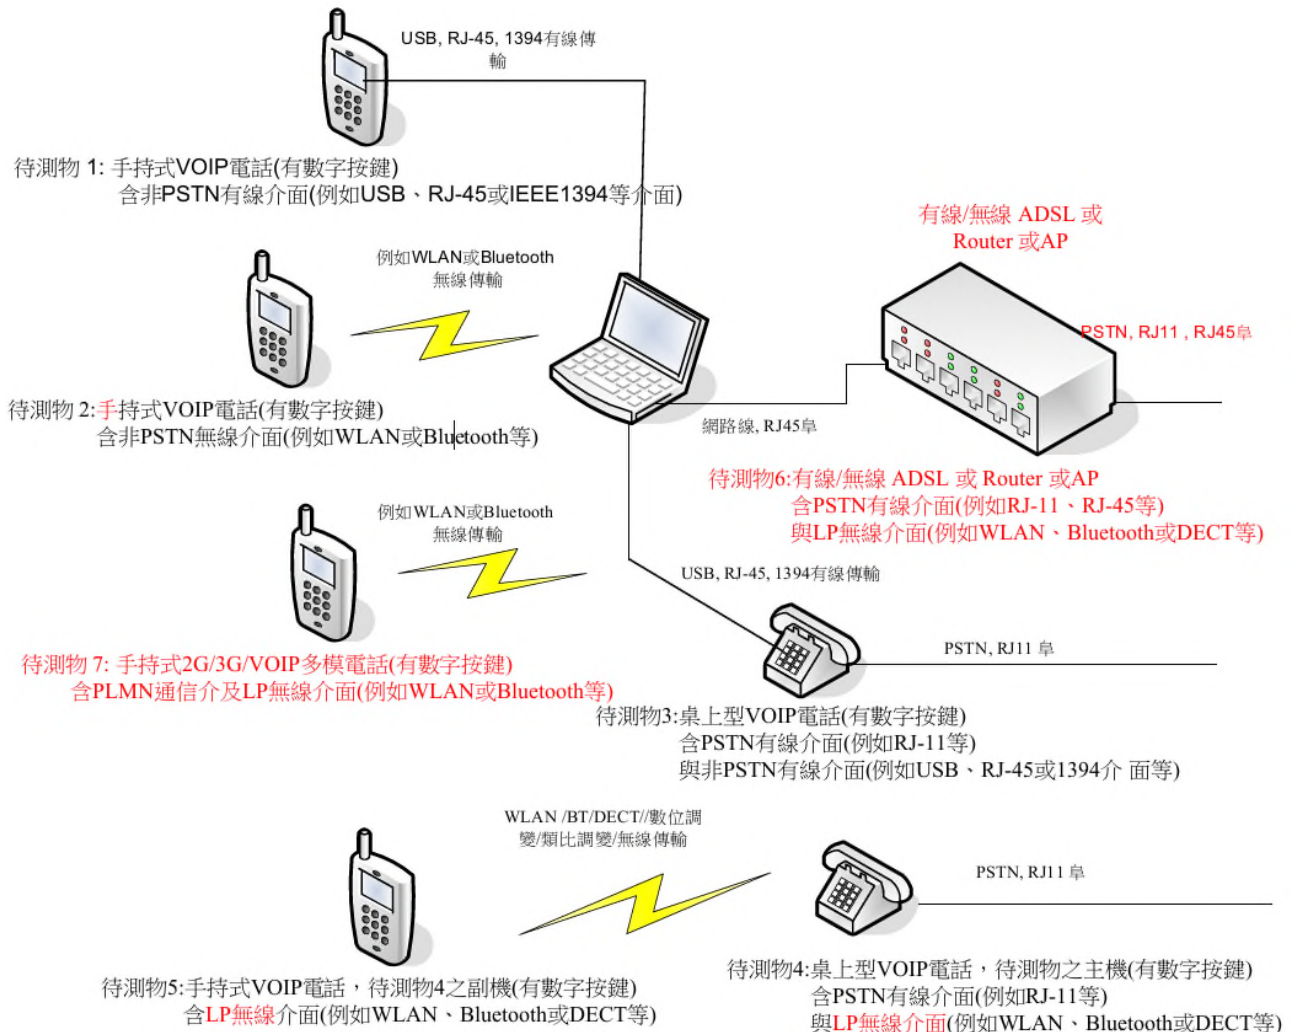 USB, RJ-45, 1394有線傳
輸
待測物 1: 手持式VOIP電話(有數字按鍵)
含非PSTN有線介面(例如USB、RJ-45或IEEE1394等介面)
有線/無線 ADSL 或
Router 或AP
例如WLAN或Bluetooth
無線傳輸
PSTN, RJ11 , RJ45阜
待測物 2:手持式VOIP電話(有數字按鍵)
含非PSTN無線介面(例如WLAN或Bluetooth等)
網路線, RJ45阜
待測物6:有線/無線 ADSL 或 Router 或AP
含PSTN有線介面(例如RJ-11、RJ-45等)
與LP無線介面(例如WLAN、Bluetooth或DECT等)
例如WLAN或Bluetooth
無線傳輸
USB, RJ-45, 1394有線傳輸
PSTN, RJ11 阜
待測物 7: 手持式2G/3G/VOIP多模電話(有數字按鍵)
含PLMN通信介及LP無線介面(例如WLAN或Bluetooth等)
待測物3:桌上型VOIP電話(有數字按鍵)
含PSTN有線介面(例如RJ-11等)
與非PSTN有線介面(例如USB、RJ-45或1394介 面等)
WLAN /BT/DECT//數位調
變/類比調變/無線傳輸
PSTN, RJ11 阜
待測物5:手持式VOIP電話，待測物4之副機(有數字按鍵)
含LP無線介面(例如WLAN、Bluetooth或DECT等)
待測物4:桌上型VOIP電話，待測物之主機(有數字按鍵)
含PSTN有線介面(例如RJ-11等)
與LP無線介面(例如WLAN、Bluetooth或DECT等)